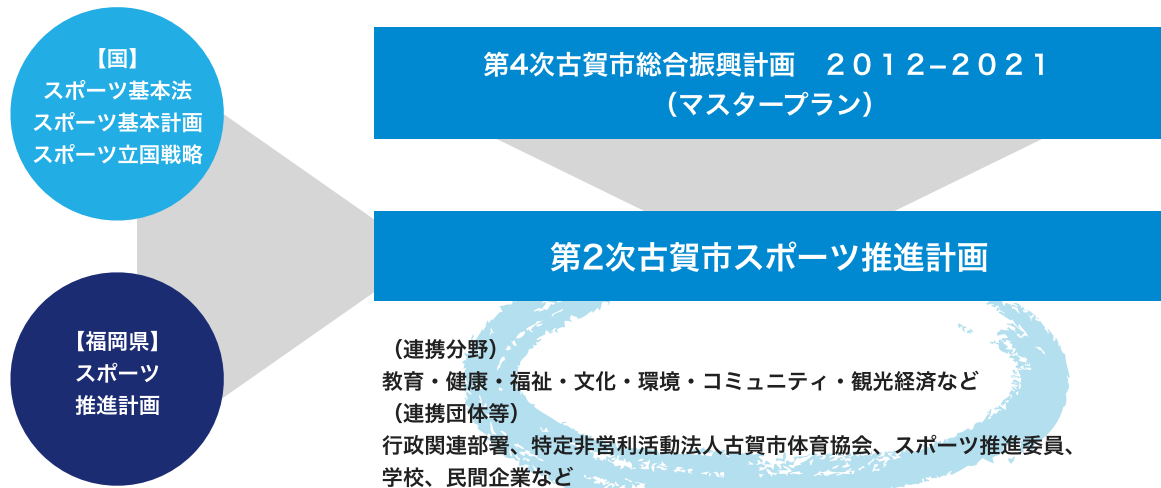 【国】
スポーツ基本法
スポーツ基本計画
スポーツ立国戦略
第4次古賀市総合振興計画　２０１２−２０２１
（マスタープラン）
第2次古賀市スポーツ推進計画
【福岡県】
スポーツ
推進計画
（連携分野）
教育・健康・福祉・文化・環境・コミュニティ・観光経済など
（連携団体等）
行政関連部署、特定非営利活動法人古賀市体育協会、スポーツ推進委員、
学校、民間企業など